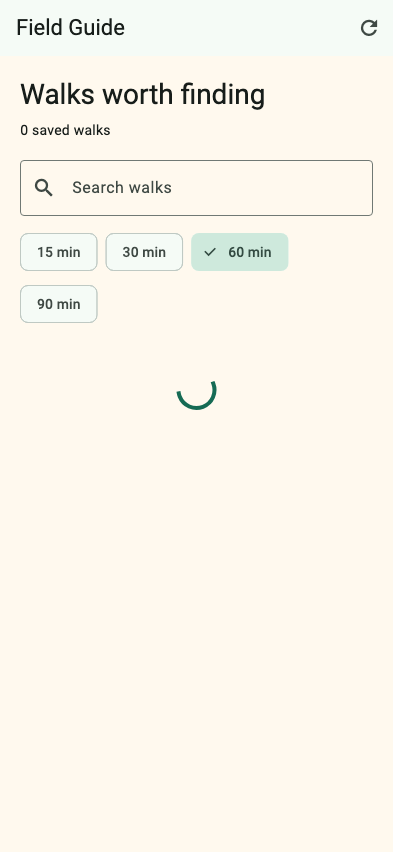 Field Guide
Walks worth finding
0 saved walks
Search walks
15 min
30 min
60 min
90 min